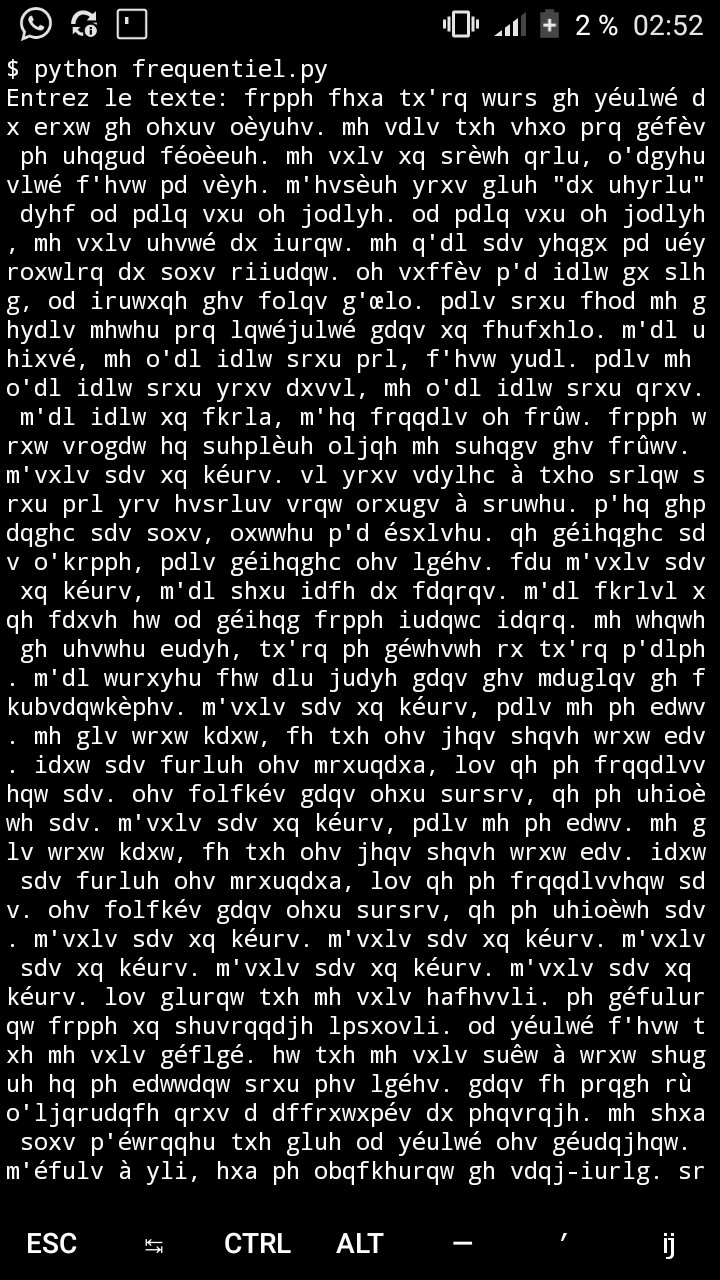 2 % 02:52
$ python frequentiel.py
Entrez le texte: frpph fhxa tx'rq wurs gh yéulwé d
x erxw gh ohxuv oèyuhv. mh vdlv txh vhxo prq géfèv
 ph uhqgud féoèeuh. mh vxlv xq srèwh qrlu, o'dgyhu
vlwé f'hvw pd vèyh. m'hvsèuh yrxv gluh "dx uhyrlu"
 dyhf od pdlq vxu oh jodlyh. od pdlq vxu oh jodlyh
, mh vxlv uhvwé dx iurqw. mh q'dl sdv yhqgx pd uéy
roxwlrq dx soxv riiudqw. oh vxffèv p'd idlw gx slh
g, od iruwxqh ghv folqv g'œlo. pdlv srxu fhod mh g
hydlv mhwhu prq lqwéjulwé gdqv xq fhufxhlo. m'dl u
hixvé, mh o'dl idlw srxu prl, f'hvw yudl. pdlv mh 
o'dl idlw srxu yrxv dxvvl, mh o'dl idlw srxu qrxv.
 m'dl idlw xq fkrla, m'hq frqqdlv oh frûw. frpph w
rxw vrogdw hq suhplèuh oljqh mh suhqgv ghv frûwv. 
m'vxlv sdv xq kéurv. vl yrxv vdylhc à txho srlqw s
rxu prl yrv hvsrluv vrqw orxugv à sruwhu. p'hq ghp
dqghc sdv soxv, oxwwhu p'd ésxlvhu. qh géihqghc sd
v o'krpph, pdlv géihqghc ohv lgéhv. fdu m'vxlv sdv
 xq kéurv, m'dl shxu idfh dx fdqrqv. m'dl fkrlvl x
qh fdxvh hw od géihqg frpph iudqwc idqrq. mh whqwh
 gh uhvwhu eudyh, tx'rq ph géwhvwh rx tx'rq p'dlph
. m'dl wurxyhu fhw dlu judyh gdqv ghv mduglqv gh f
kubvdqwkèphv. m'vxlv sdv xq kéurv, pdlv mh ph edwv
. mh glv wrxw kdxw, fh txh ohv jhqv shqvh wrxw edv
. idxw sdv furluh ohv mrxuqdxa, lov qh ph frqqdlvv
hqw sdv. ohv folfkév gdqv ohxu sursrv, qh ph uhioè
wh sdv. m'vxlv sdv xq kéurv, pdlv mh ph edwv. mh g
lv wrxw kdxw, fh txh ohv jhqv shqvh wrxw edv. idxw
 sdv furluh ohv mrxuqdxa, lov qh ph frqqdlvvhqw sd
v. ohv folfkév gdqv ohxu sursrv, qh ph uhioèwh sdv
. m'vxlv sdv xq kéurv. m'vxlv sdv xq kéurv. m'vxlv
 sdv xq kéurv. m'vxlv sdv xq kéurv. m'vxlv sdv xq 
kéurv. lov glurqw txh mh vxlv hafhvvli. ph géfulur
qw frpph xq shuvrqqdjh lpsxovli. od yéulwé f'hvw t
xh mh vxlv géflgé. hw txh mh vxlv suêw à wrxw shug
uh hq ph edwwdqw srxu phv lgéhv. gdqv fh prqgh rù 
o'ljqrudqfh qrxv d dffrxwxpév dx phqvrqjh. mh shxa
 soxv p'éwrqqhu txh gluh od yéulwé ohv géudqjhqw. 
m'éfulv à yli, hxa ph obqfkhurqw gh vdqj-iurlg. sr
ESC ↹ CTRL ALT — ′ ij